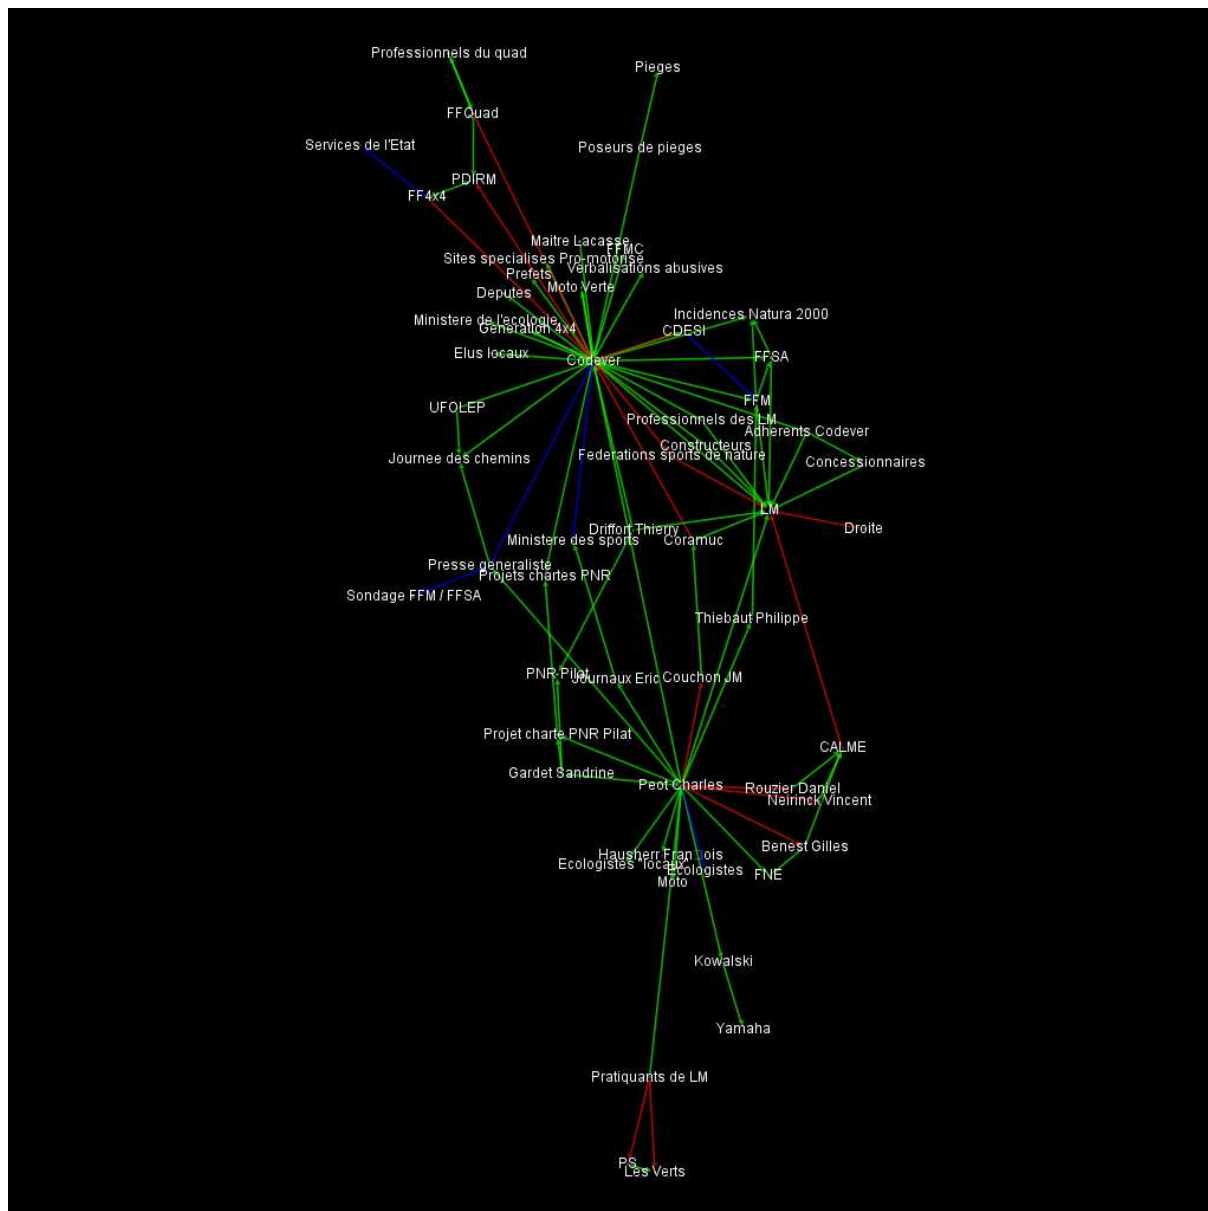 Professionnels du quad
Pieges
FFQuad
Services de l'Etat
Poseurs de pieges
PDIRM
FF4x4
Maitre Lacasse
FFMC
Sites specialises Pro-motorise
Verbalisations abusives
Prefets
Moto Verte
Deputes
Incidences Natura 2000
Ministere de l'ecologie
Generation 4x4
CDESI
Elus locaux
Codever
FFSA
FFM
UFOLEP
Professionnels des LM
Adherents Codever
Constructeurs
Journee des chemins
Federations sports de nature
Concessionnaires
LM
Droite
Driffort Thierry
Ministere des sports
Coramuc
Presse generaliste
Projets chartes PNR
Sondage FFM / FFSA
Thiebaut Philippe
PNR Pilat
Journaux Eric
Couchon JM
Projet charte PNR Pilat
CALME
Gardet Sandrine
Peot Charles
Rouzier Daniel
Neirinck Vincent
Benest Gilles
Hausherr Fran□ois
Ecologistes "locaux"
Ecologistes
FNE
Moto
Kowalski
Yamaha
Pratiquants de LM
PS
Les Verts